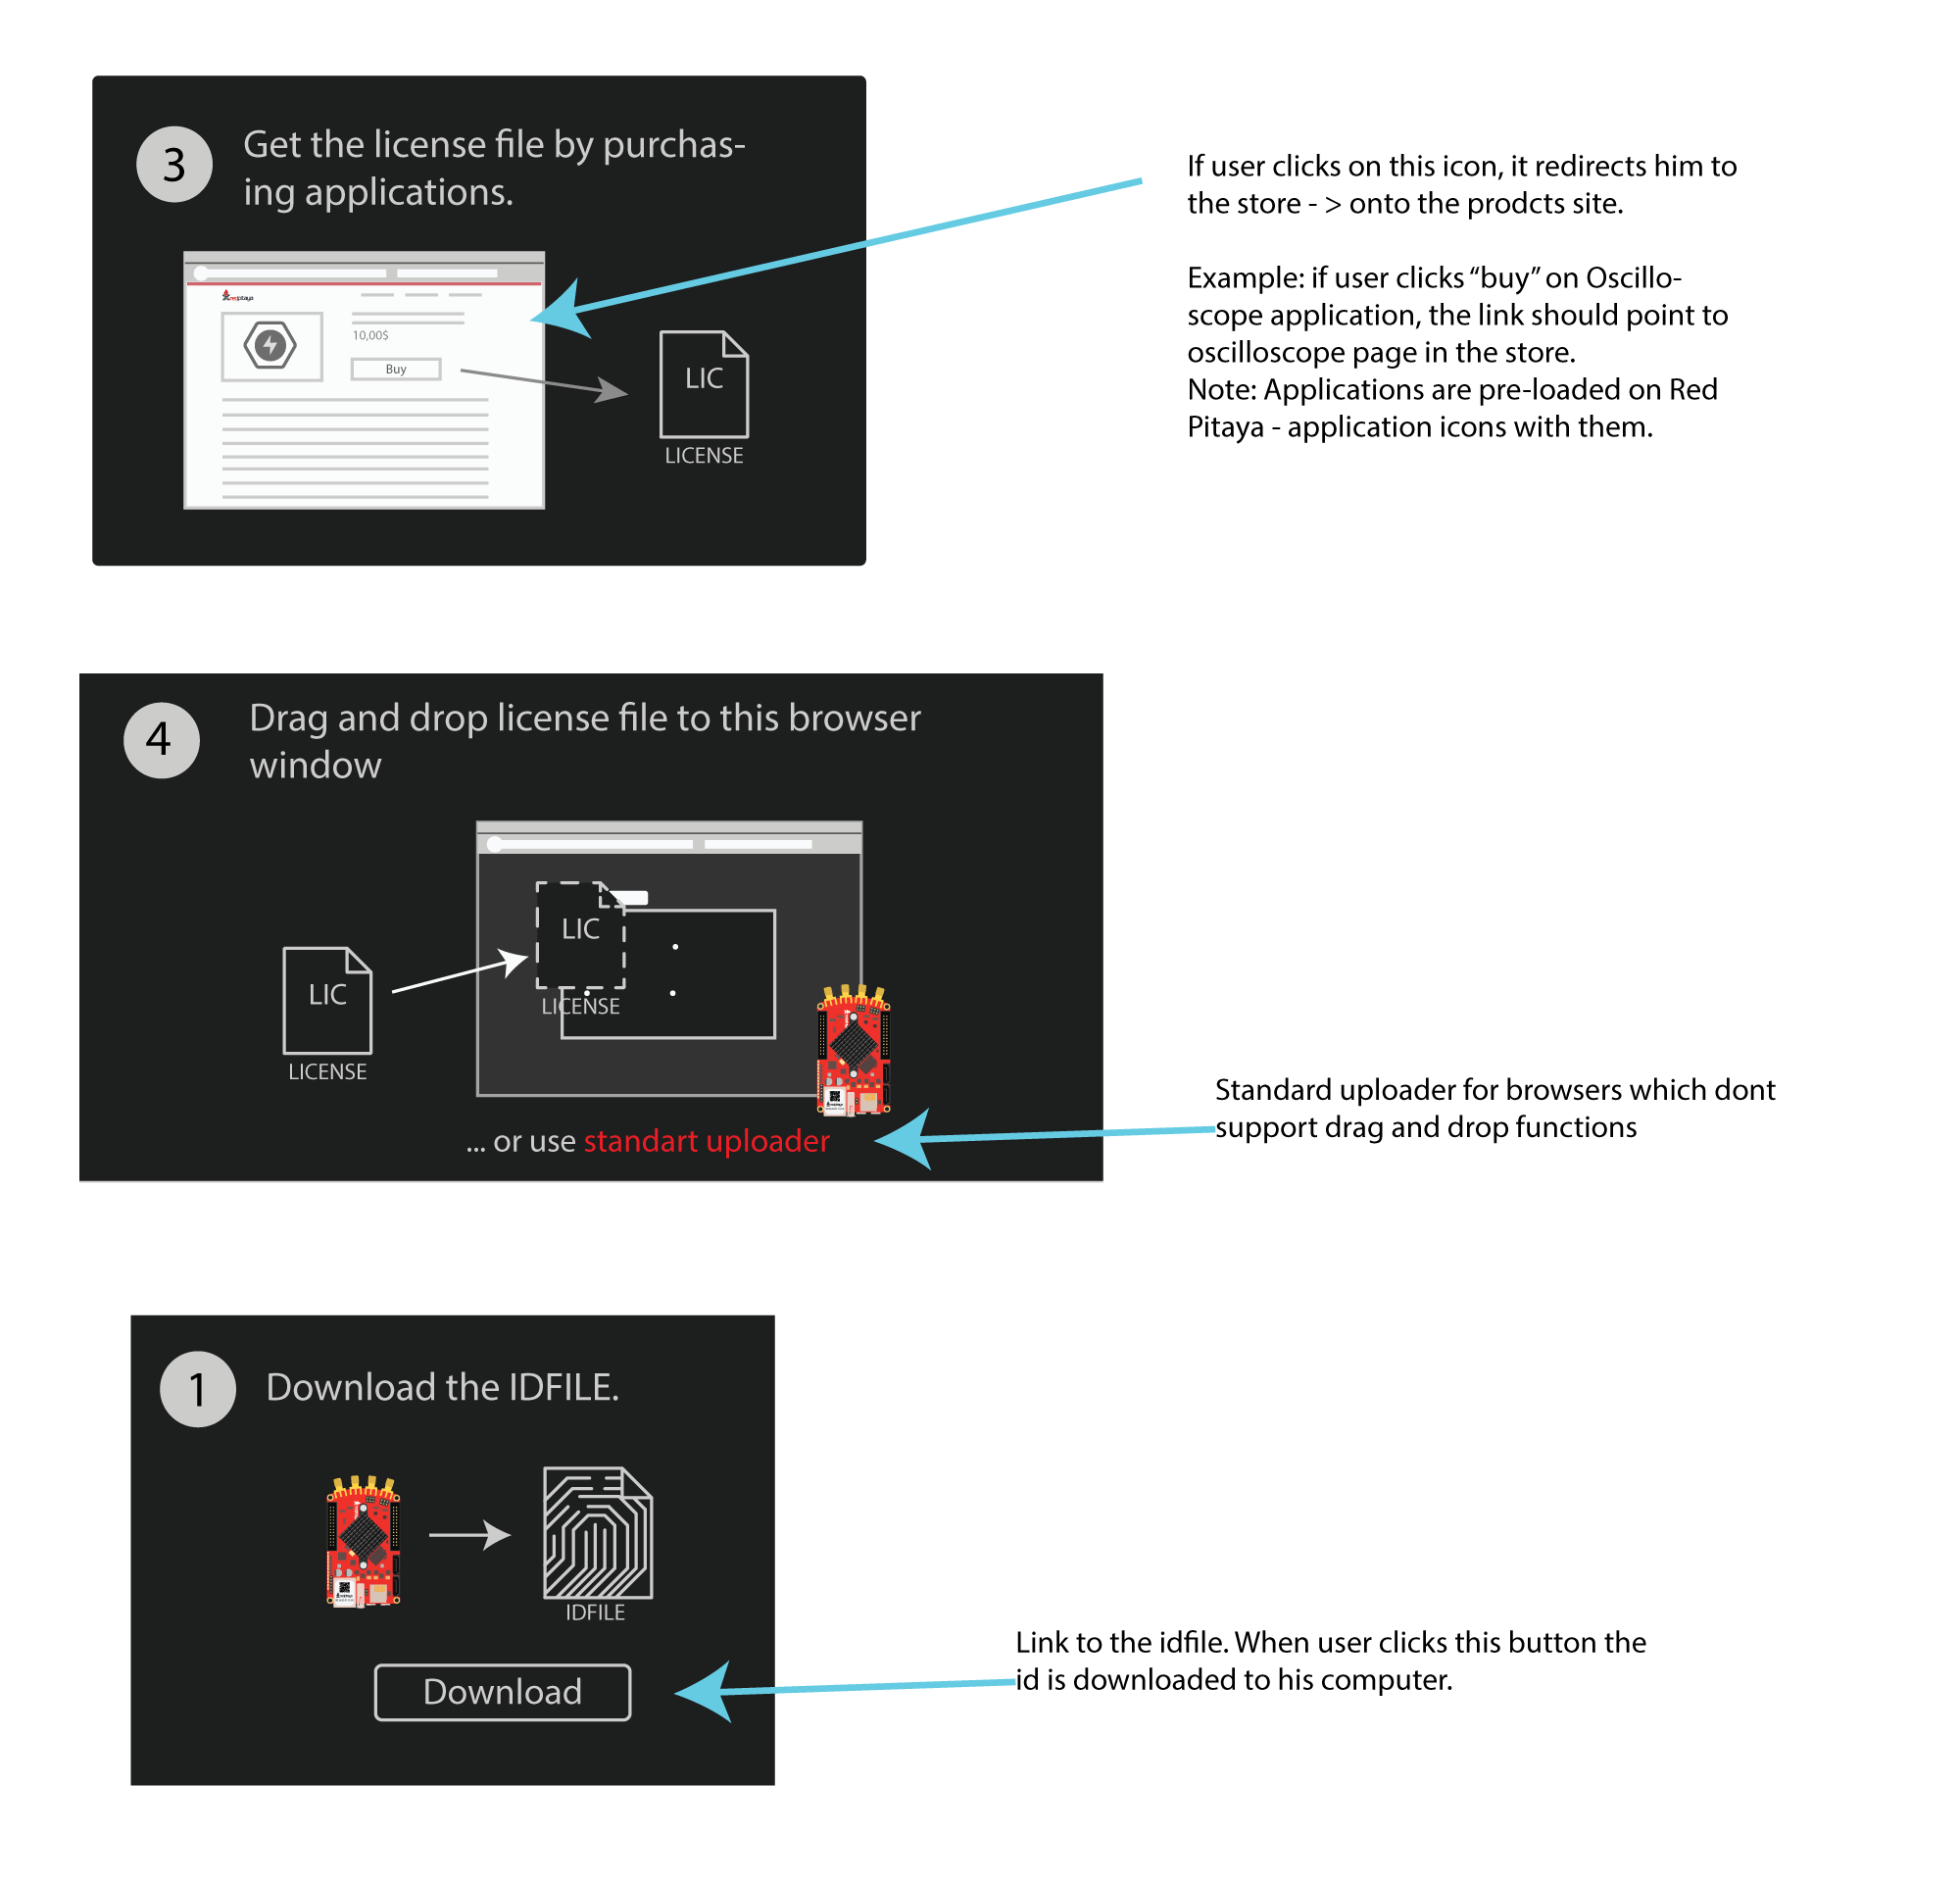 3
Get the license file by purchas-
ing applications.
redpitaya
10,00$
Buy
LIC
LICENSE
If user clicks on this icon, it redirects him to
the store - > onto the prodcts site.
Example: if user clicks “buy” on Oscillo-
scope application, the link should point to
oscilloscope page in the store.
Note: Applications are pre-loaded on Red
Pitaya - application icons with them.
4
Drag and drop license file to this browser
window
LIC
LICENSE
LIC
LICENSE
... or use standart uploader
Standard uploader for browsers which dont
support drag and drop functions
1
Download the IDFILE.
IDFILE
Download
Link to the idfile. When user clicks this button the
id is downloaded to his computer.